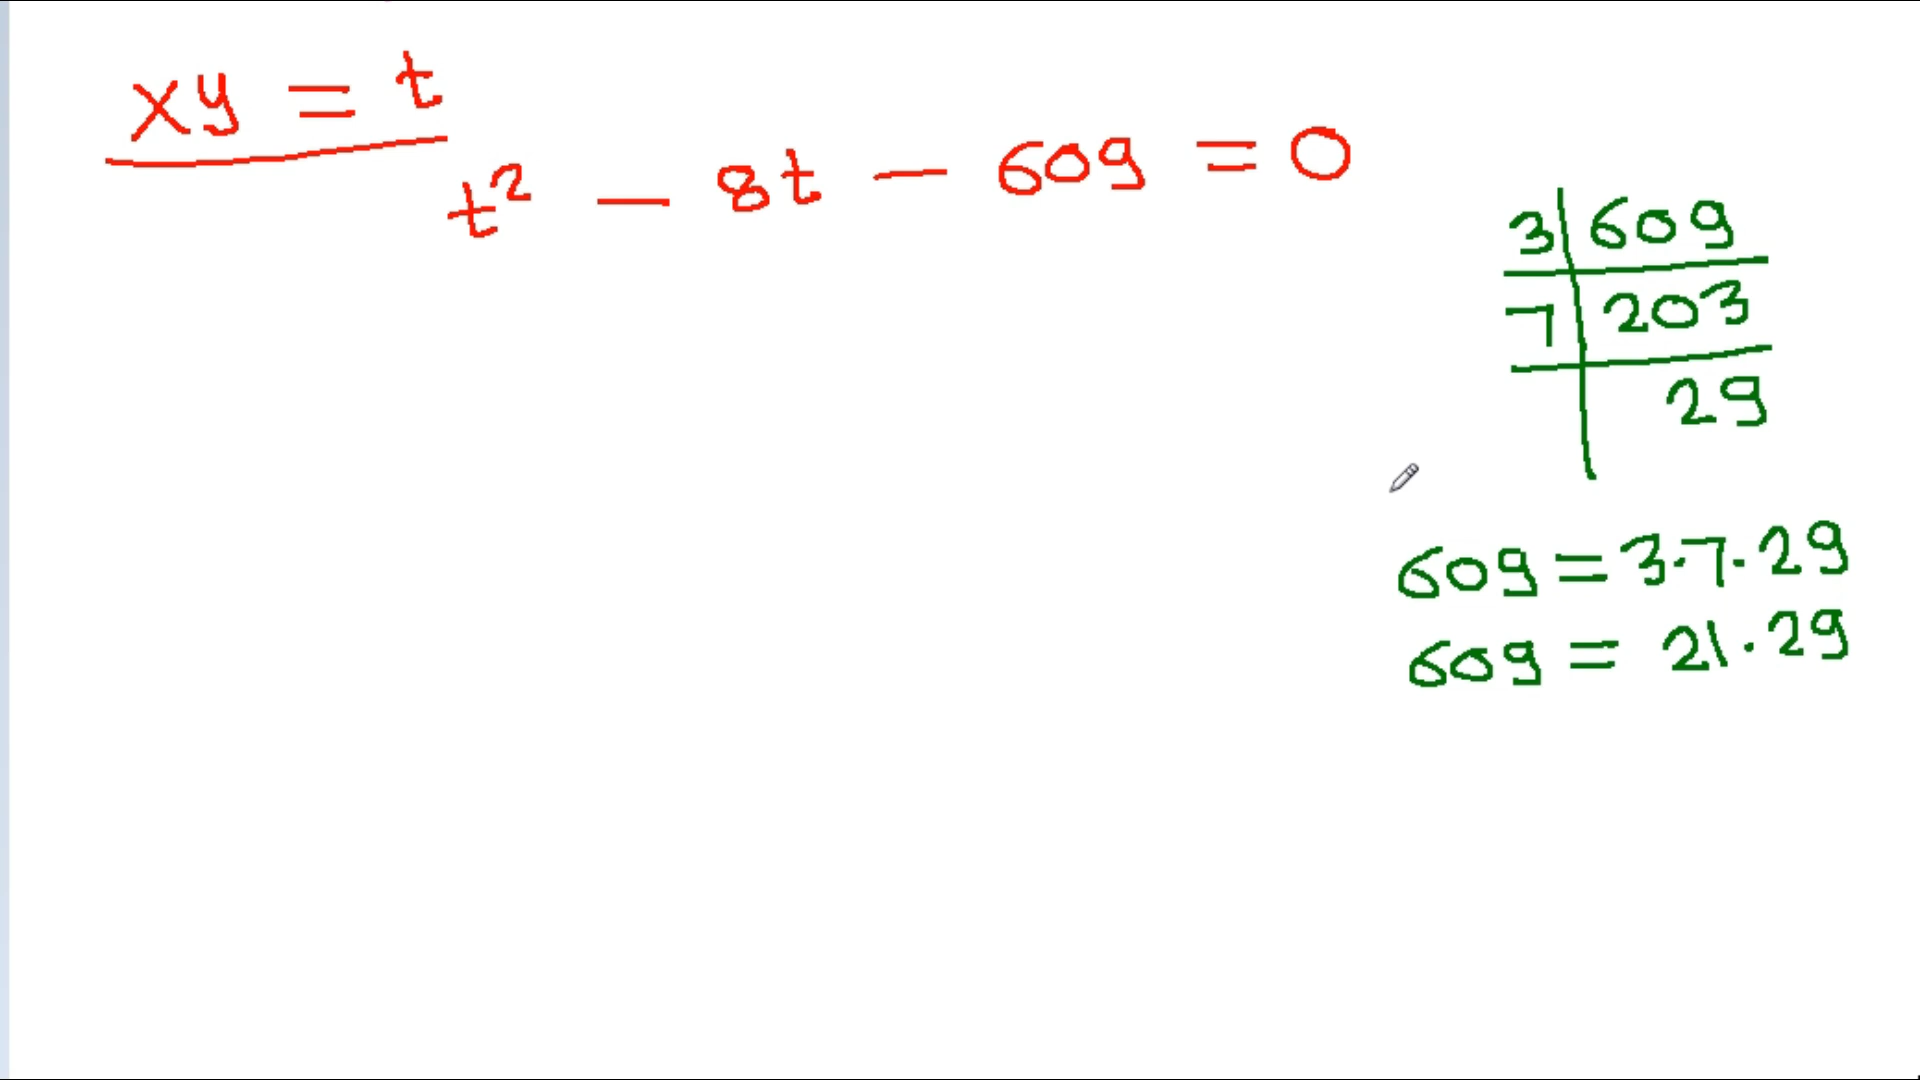 xy = t
t² - 8t - 609 = 0
3 | 609
7 | 203
29
609 = 3.7.29
609 = 21.29